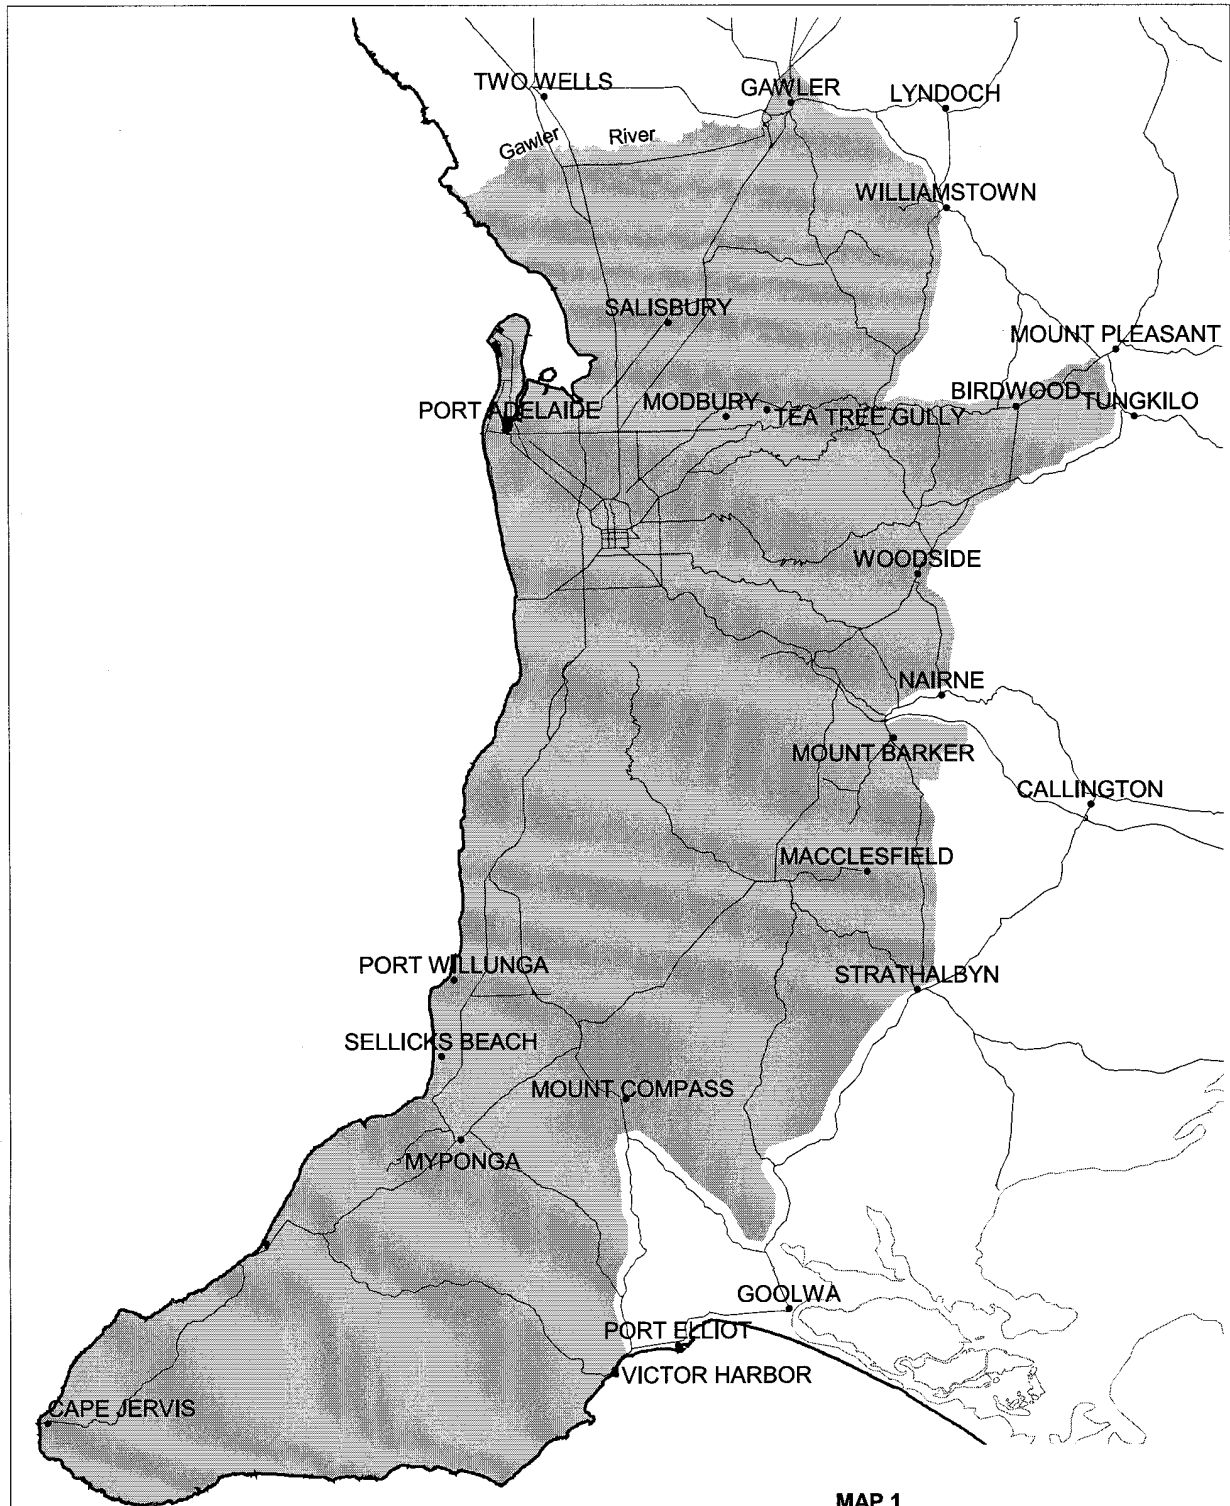 TWO WELLS
GAWLER
LYNDOCH
Gawler River
WILLIAMSTOWN
SALISBURY
MOUNT PLEASANT
BIRDWOOD
TUNGKILO
PORT ADELAIDE
MODBURY
TEA TREE GULLY
WOODSIDE
NAIRNE
MOUNT BARKER
CALLINGTON
MACCLESFIELD
PORT WILLUNGA
STRATHALBYN
SELLICKS BEACH
MOUNT COMPASS
MYPONGA
GOOLWA
PORT ELLIOT
VICTOR HARBOR
CAPE JERVIS
MAP 1